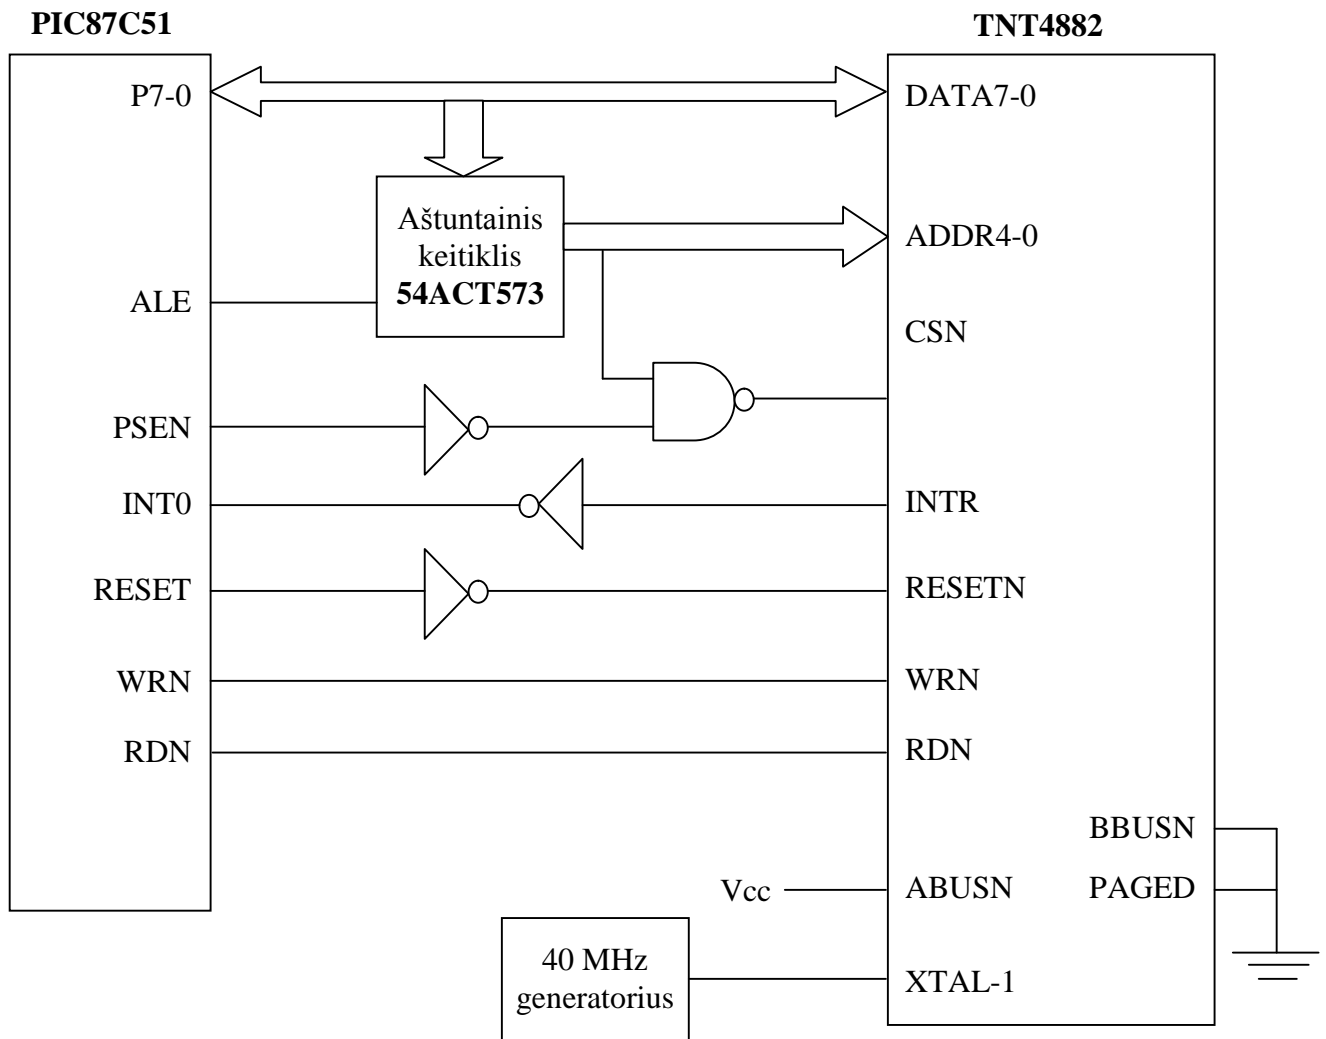 PIC87C51
TNT4882
P7-0
DATA7-0
Aštuntainis
keitiklis
54ACT573
ADDR4-0
ALE
CSN
PSEN
INT0
INTR
RESET
RESETN
WRN
WRN
RDN
RDN
BBUSN
Vcc
ABUSN
PAGED
40 MHz
generatorius
XTAL-1